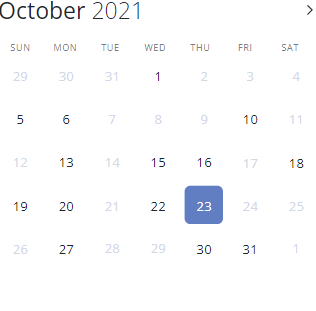 October 2021
SUN MON TUE WED THU FRI SAT
29 30 31 1 2 3 4
5 6 7 8 9 10 11
12 13 14 15 16 17 18
19 20 21 22 23 24 25
26 27 28 29 30 31 1